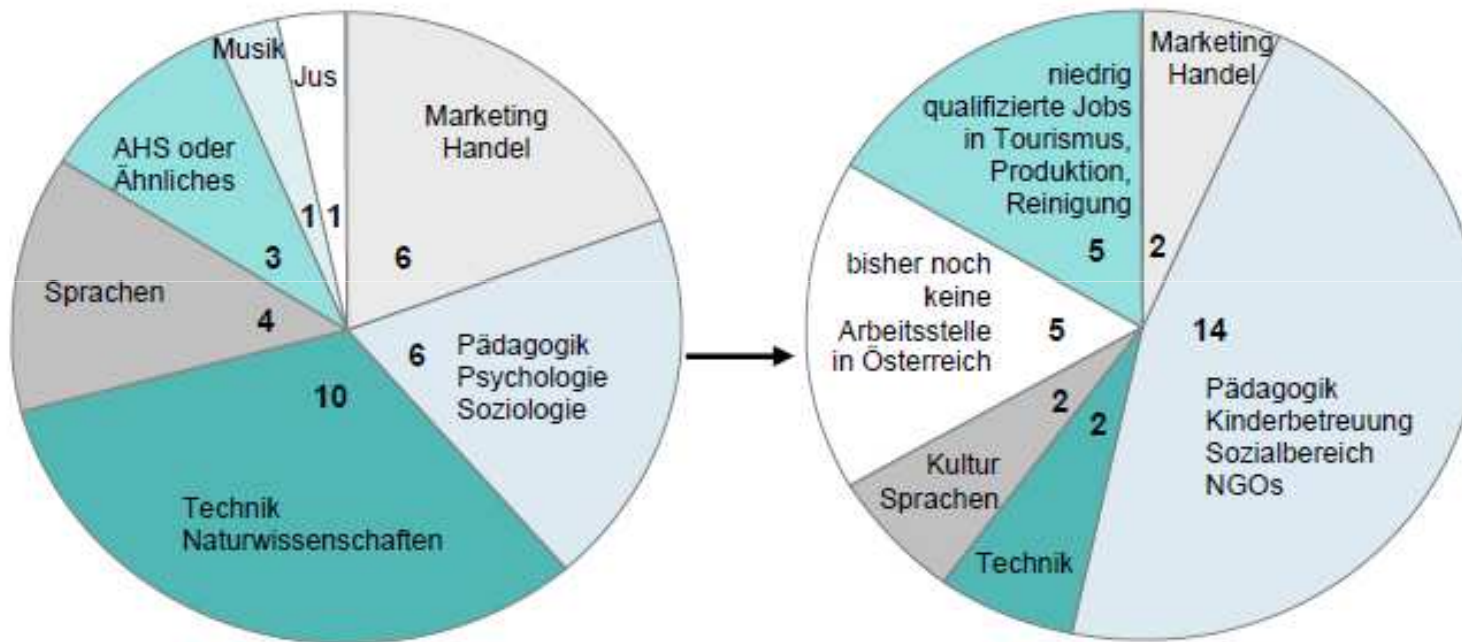 Musik
Jus
Marketing
Handel
AHS oder
Ähnliches
1
1
3
6
Sprachen
4
6
Pädagogik
Psychologie
Soziologie
10
Technik
Naturwissenschaften
Marketing
Handel
niedrig
qualifizierte Jobs
in Tourismus,
Produktion,
Reinigung
5
2
bisher noch
keine
Arbeitsstelle
in Österreich
5
14
Pädagogik
Kinderbetreuung
Sozialbereich
NGOs
2
2
Kultur
Sprachen
Technik